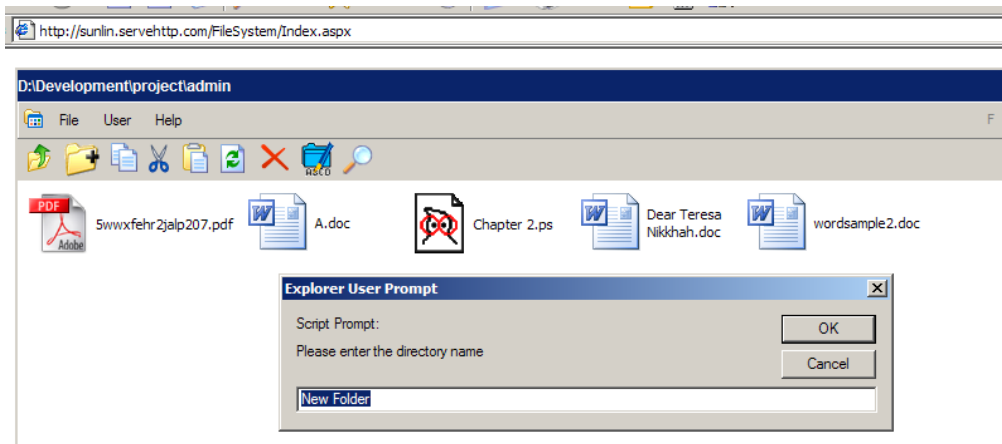 http://sunlin.servehttp.com/FileSystem/Index.aspx
D:\Development\project\admin
File User Help F
ASCD
PDF
Adobe
5wwxfehr2jalp207.pdf
W
A.doc
Chapter 2.ps
W
Dear Teresa
Nikkhah.doc
W
wordsample2.doc
Explorer User Prompt
Script Prompt:
OK
Please enter the directory name
Cancel
New Folder